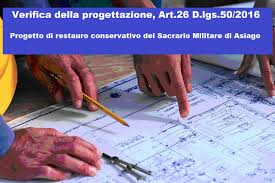 Verifica della progettazione, Art.26 D.lgs.50/2016
Progetto di restauro conservativo del Sacrario Militare di Asiago